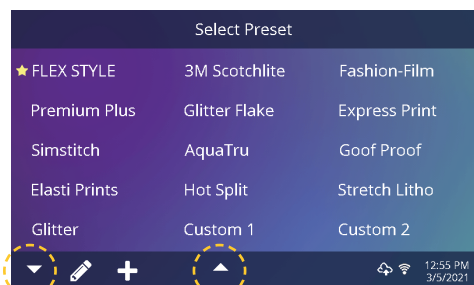 Select Preset
FLEX STYLE 3M Scotchlite Fashion-Film
Premium Plus Glitter Flake Express Print
Simstitch AquaTru Goof Proof
Elasti Prints Hot Split Stretch Litho
Glitter Custom 1 Custom 2
12:55 PM
3/5/2021